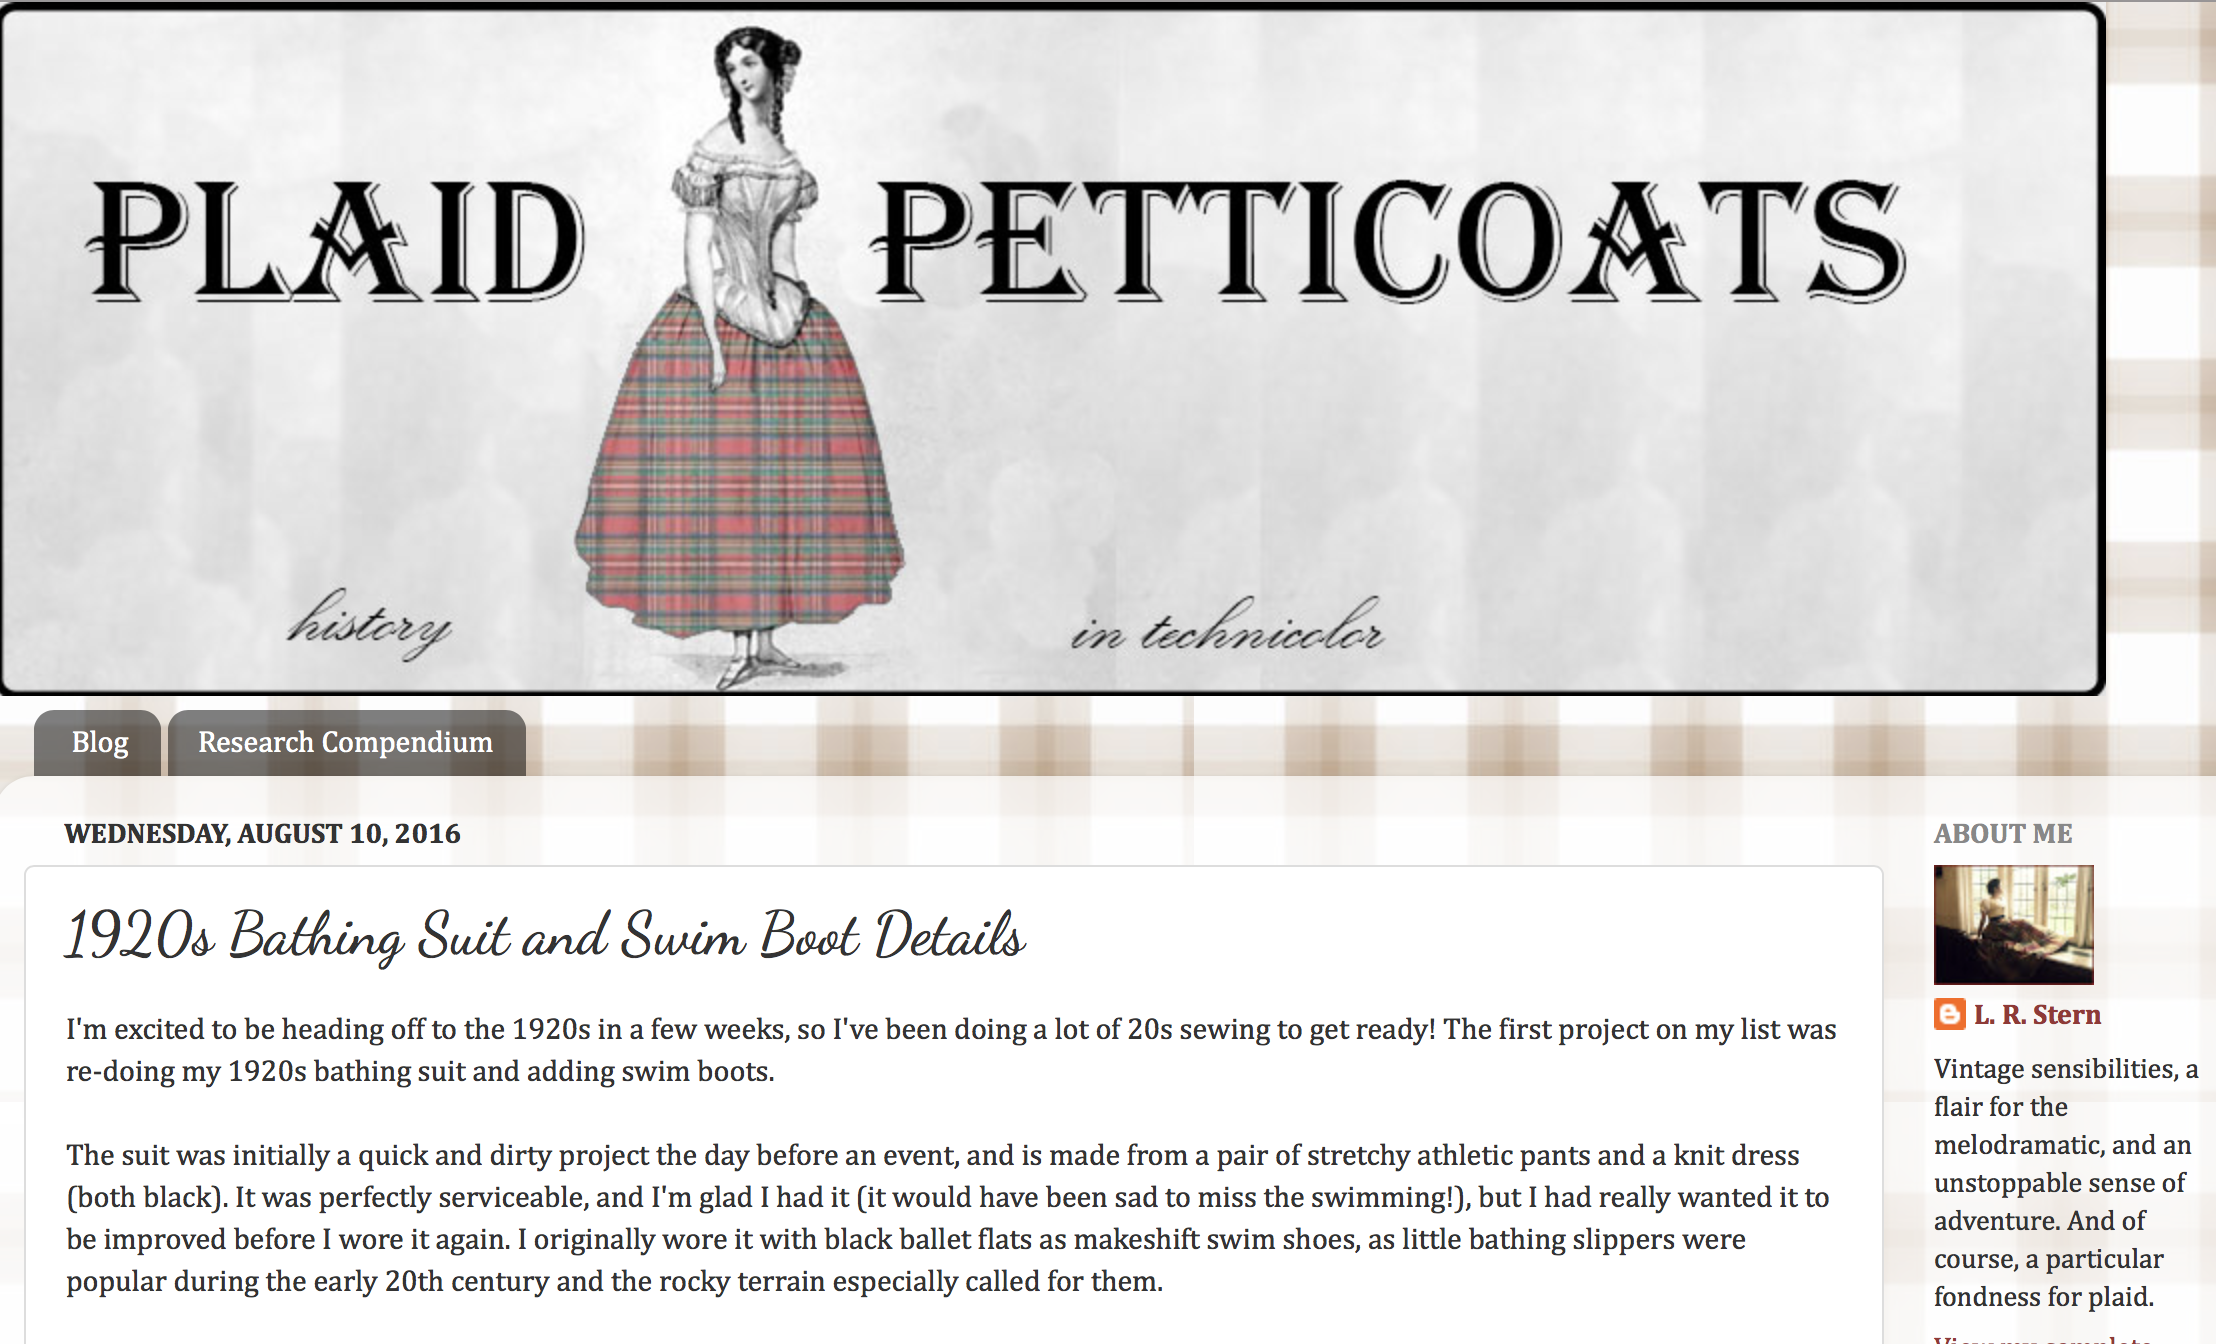 PLAID PETTICOATS
history in technicolor
Blog Research Compendium
WEDNESDAY, AUGUST 10, 2016
1920s Bathing Suit and Swim Boot Details
I'm excited to be heading off to the 1920s in a few weeks, so I've been doing a lot of 20s sewing to get ready! The first project on my list was
re-doing my 1920s bathing suit and adding swim boots.
The suit was initially a quick and dirty project the day before an event, and is made from a pair of stretchy athletic pants and a knit dress
(both black). It was perfectly serviceable, and I'm glad I had it (it would have been sad to miss the swimming!), but I had really wanted it to
be improved before I wore it again. I originally wore it with black ballet flats as makeshift swim shoes, as little bathing slippers were
popular during the early 20th century and the rocky terrain especially called for them.
ABOUT ME
L. R. Stern
Vintage sensibilities, a
flair for the
melodramatic, and an
unstoppable sense of
adventure. And of
course, a particular
fondness for plaid.
View my complete